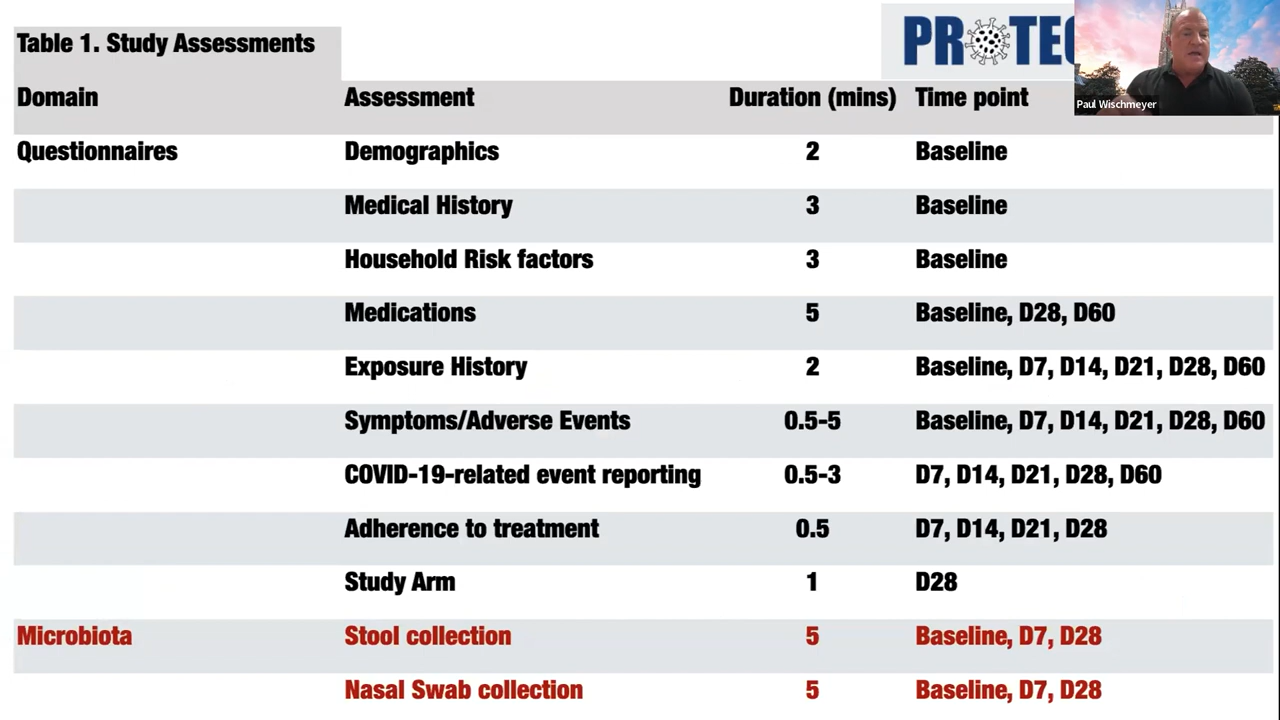 Table 1. Study Assessments
PROTEC
Paul Wischmeyer
Domain Assessment Duration (mins) Time point
Questionnaires Demographics 2 Baseline
Medical History 3 Baseline
Household Risk factors 3 Baseline
Medications 5 Baseline, D28, D60
Exposure History 2 Baseline, D7, D14, D21, D28, D60
Symptoms/Adverse Events 0.5-5 Baseline, D7, D14, D21, D28, D60
COVID-19-related event reporting 0.5-3 D7, D14, D21, D28, D60
Adherence to treatment 0.5 D7, D14, D21, D28
Study Arm 1 D28
Microbiota Stool collection 5 Baseline, D7, D28
Nasal Swab collection 5 Baseline, D7, D28